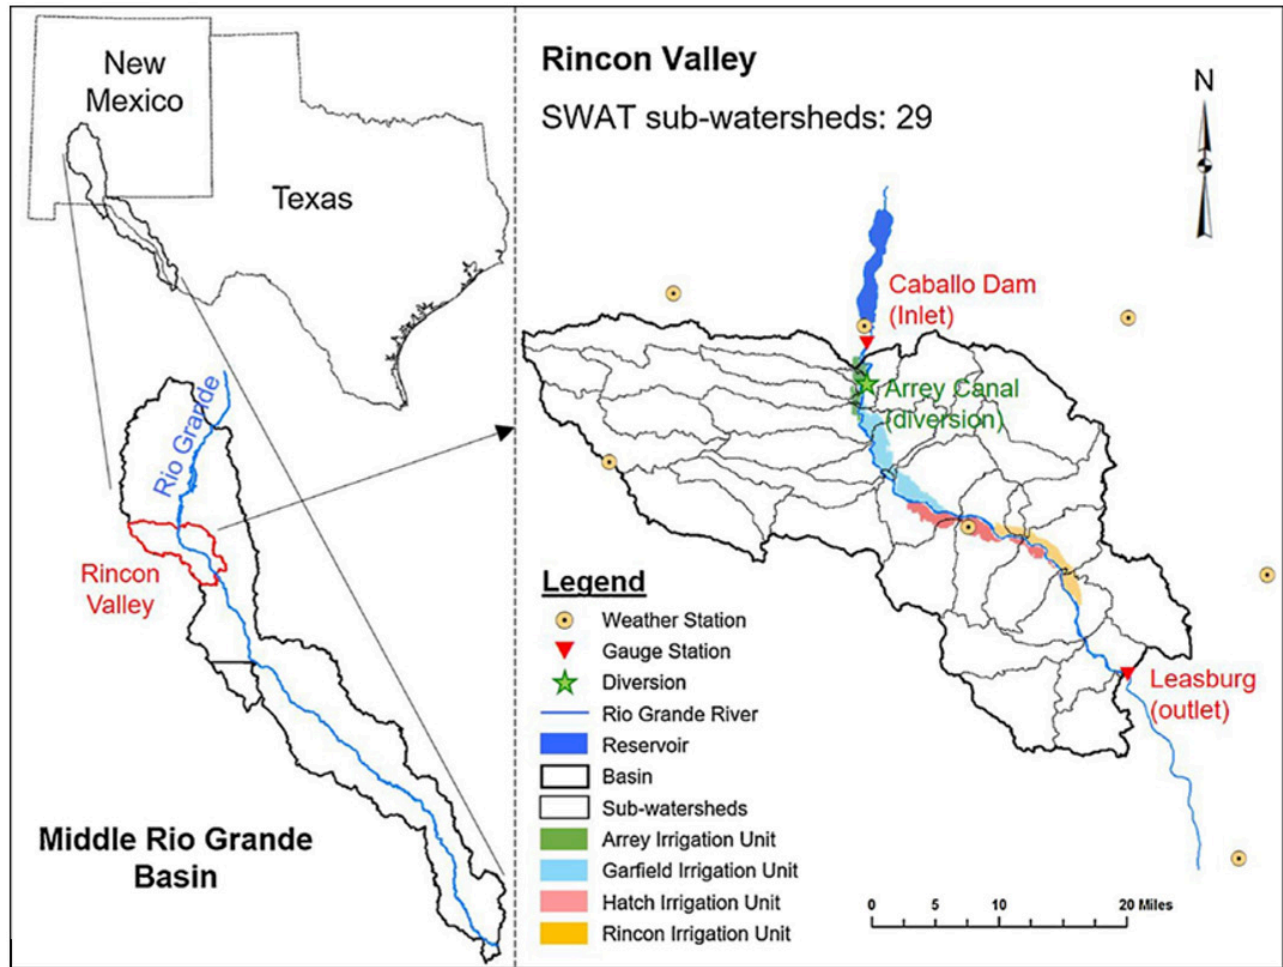 New
Mexico
Texas
Rio Grande
Rincon
Valley
Middle Rio Grande
Basin
Rincon Valley
SWAT sub-watersheds: 29
N
Caballo Dam
(Inlet)
Arrey Canal
(diversion)
Leasburg
(outlet)
Legend
Weather Station
Gauge Station
Diversion
Rio Grande River
Reservoir
Basin
Sub-watersheds
Arrey Irrigation Unit
Garfield Irrigation Unit
Hatch Irrigation Unit
Rincon Irrigation Unit
0 5 10 20 Miles